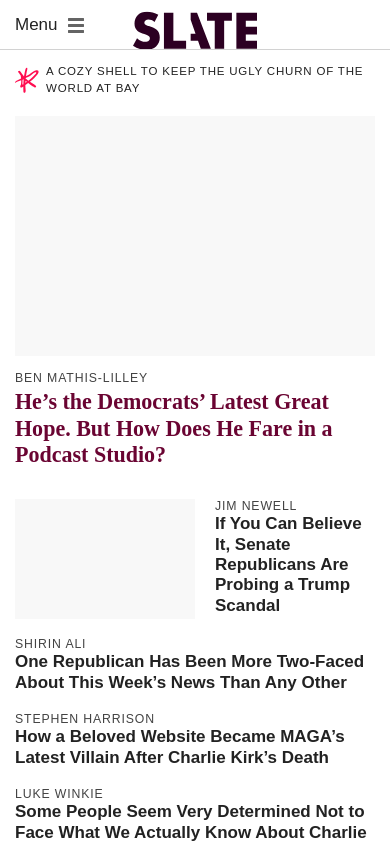 Menu
SLATE
A COZY SHELL TO KEEP THE UGLY CHURN OF THE
WORLD AT BAY
BEN MATHIS-LILLEY
He’s the Democrats’ Latest Great
Hope. But How Does He Fare in a
Podcast Studio?
JIM NEWELL
If You Can Believe
It, Senate
Republicans Are
Probing a Trump
Scandal
SHIRIN ALI
One Republican Has Been More Two-Faced
About This Week’s News Than Any Other
STEPHEN HARRISON
How a Beloved Website Became MAGA’s
Latest Villain After Charlie Kirk’s Death
LUKE WINKIE
Some People Seem Very Determined Not to
Face What We Actually Know About Charlie